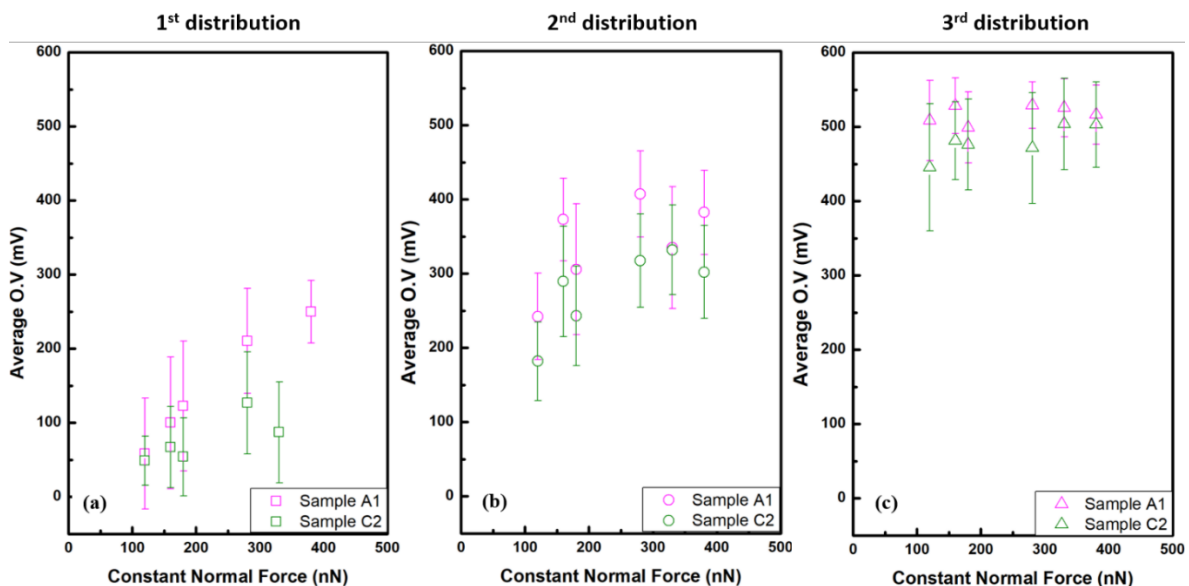 1st distribution
2nd distribution
3rd distribution
600
500
400
300
200
100
0
Average O.V (mV)
(a)
Sample A1
Sample C2
0 100 200 300 400 500
Constant Normal Force (nN)
600
500
400
300
200
100
0
Average O.V (mV)
(b)
Sample A1
Sample C2
0 100 200 300 400 500
Constant Normal Force (nN)
600
500
400
300
200
100
0
Average O.V (mV)
(c)
Sample A1
Sample C2
0 100 200 300 400 500
Constant Normal Force (nN)